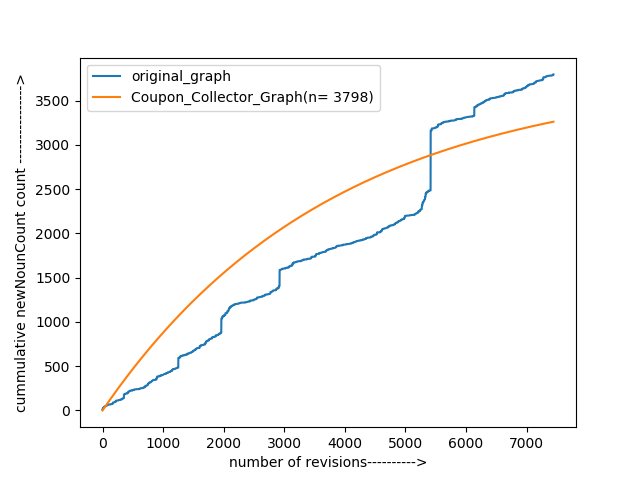 original_graph
Coupon_Collector_Graph(n= 3798)
cummulative newNounCount count ----------------->
3500
3000
2500
2000
1500
1000
500
0
0 1000 2000 3000 4000 5000 6000 7000
number of revisions---------->